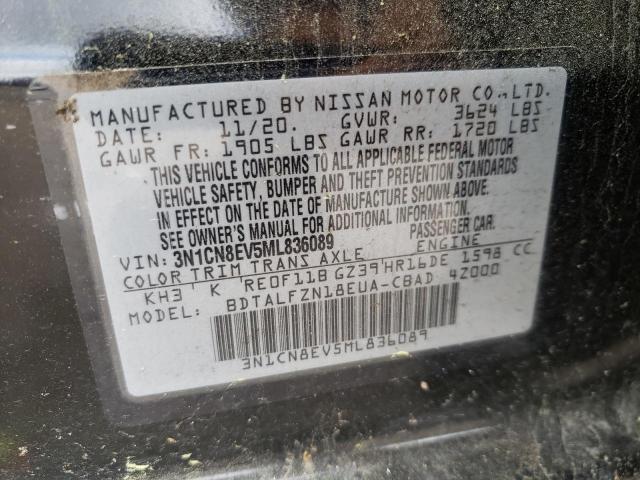 MANUFACTURED BY NISSAN MOTOR CO.,LTD.
DATE: 11/20. GVWR: 3624 LBS
GAWR FR: 1905 LBS GAWR RR: 1720 LBS
THIS VEHICLE CONFORMS TO ALL APPLICABLE FEDERAL MOTOR
VEHICLE SAFETY, BUMPER AND THEFT PREVENTION STANDARDS
IN EFFECT ON THE DATE OF MANUFACTURE SHOWN ABOVE.
SEE OWNER'S MANUAL FOR ADDITIONAL INFORMATION.
VIN: 3N1CN8EV5ML836089 PASSENGER CAR.
COLOR TRIM TRANS AXLE ENGINE
KH3' K 'RE0F11B GZ39'HR16DE 1598 CC
MODEL: BDTALFZN18EUA-CBAD 42000
3N1CN8EV5ML836089